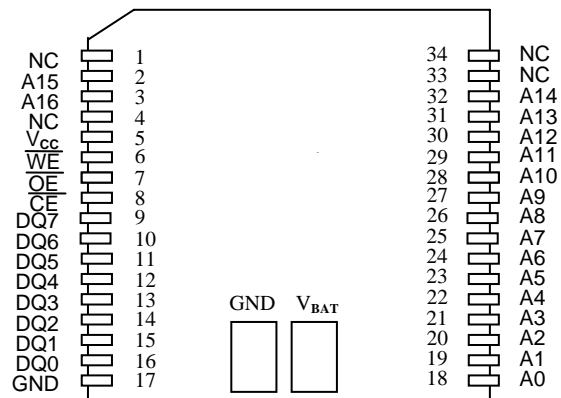 NC 1 34 NC
A15 2 33 NC
A16 3 32 A14
NC 4 31 A13
Vcc 5 30 A12
WE 6 29 A11
OE 7 28 A10
CE 8 27 A9
DQ7 9 26 A8
DQ6 10 25 A7
DQ5 11 24 A6
DQ4 12 23 A5
DQ3 13 22 A4
DQ2 14 21 A3
DQ1 15 20 A2
DQ0 16 19 A1
GND 17 18 A0
GND VBAT